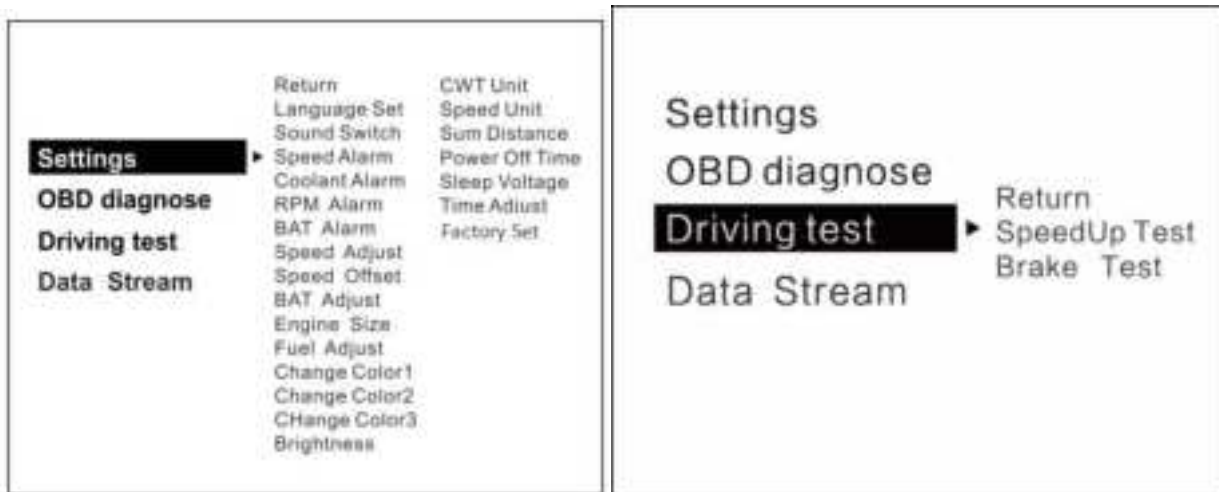 Settings
OBD diagnose
Driving test
Data Stream
Return
Language Set
Sound Switch
Speed Alarm
Coolant Alarm
RPM Alarm
BAT Alarm
Speed Adjust
Speed Offset
BAT Adjust
Engine Size
Fuel Adjust
Change Color1
Change Color2
CHange Color3
Brightness
CWT Unit
Speed Unit
Sum Distance
Power Off Time
Sleep Voltage
Time Adiust
Factory Set
Settings
OBD diagnose
Driving test
Data Stream
Return
SpeedUp Test
Brake Test